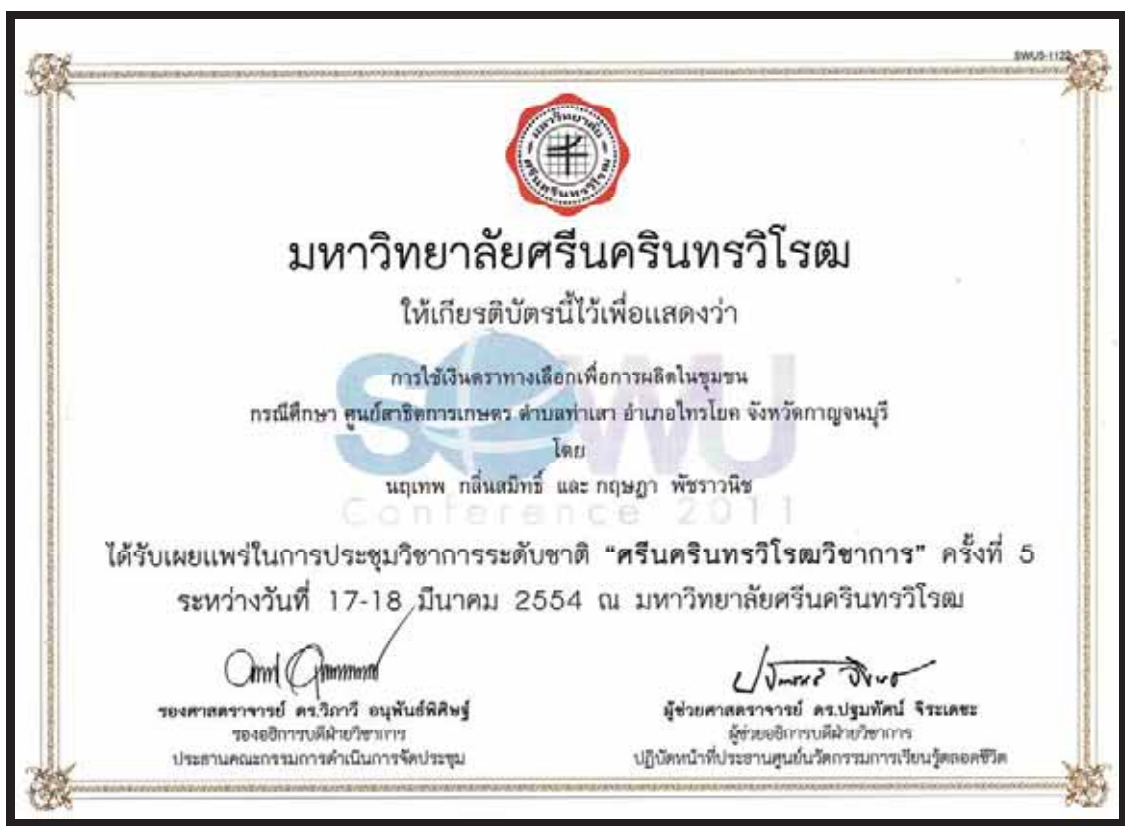 SWU5-1122
มหาวิทยาลัย
ศรีนครินทรวิโรฒ
มหาวิทยาลัยศรีนครินทรวิโรฒ
ให้เกียรติบัตรนี้ไว้เพื่อแสดงว่า
การใช้เงินตราทางเลือกเพื่อการผลิตในชุมชน
กรณีศึกษา ศูนย์สาธิตการเกษตร ตำบลท่าเสา อำเภอไทรโยค จังหวัดกาญจนบุรี
โดย
นฤเทพ กลิ่นสมิทธิ์ และ กฤษฎา พัชราวนิช
SWU
Conference 2011
ได้รับเผยแพร่ในการประชุมวิชาการระดับชาติ “ศรีนครินทรวิโรฒวิชาการ” ครั้งที่ 5
ระหว่างวันที่ 17-18 มีนาคม 2554 ณ มหาวิทยาลัยศรีนครินทรวิโรฒ
รองศาสตราจารย์ ดร.วิภาวี อนุพันธ์พิศิษฐ์
รองอธิการบดีฝ่ายวิชาการ
ประธานคณะกรรมการดำเนินการจัดประชุม
ผู้ช่วยศาสตราจารย์ ดร.ปฐมทัศน์ จิระเดชะ
ผู้ช่วยอธิการบดีฝ่ายวิชาการ
ปฏิบัติหน้าที่ประธานศูนย์นวัตกรรมการเรียนรู้ตลอดชีวิต